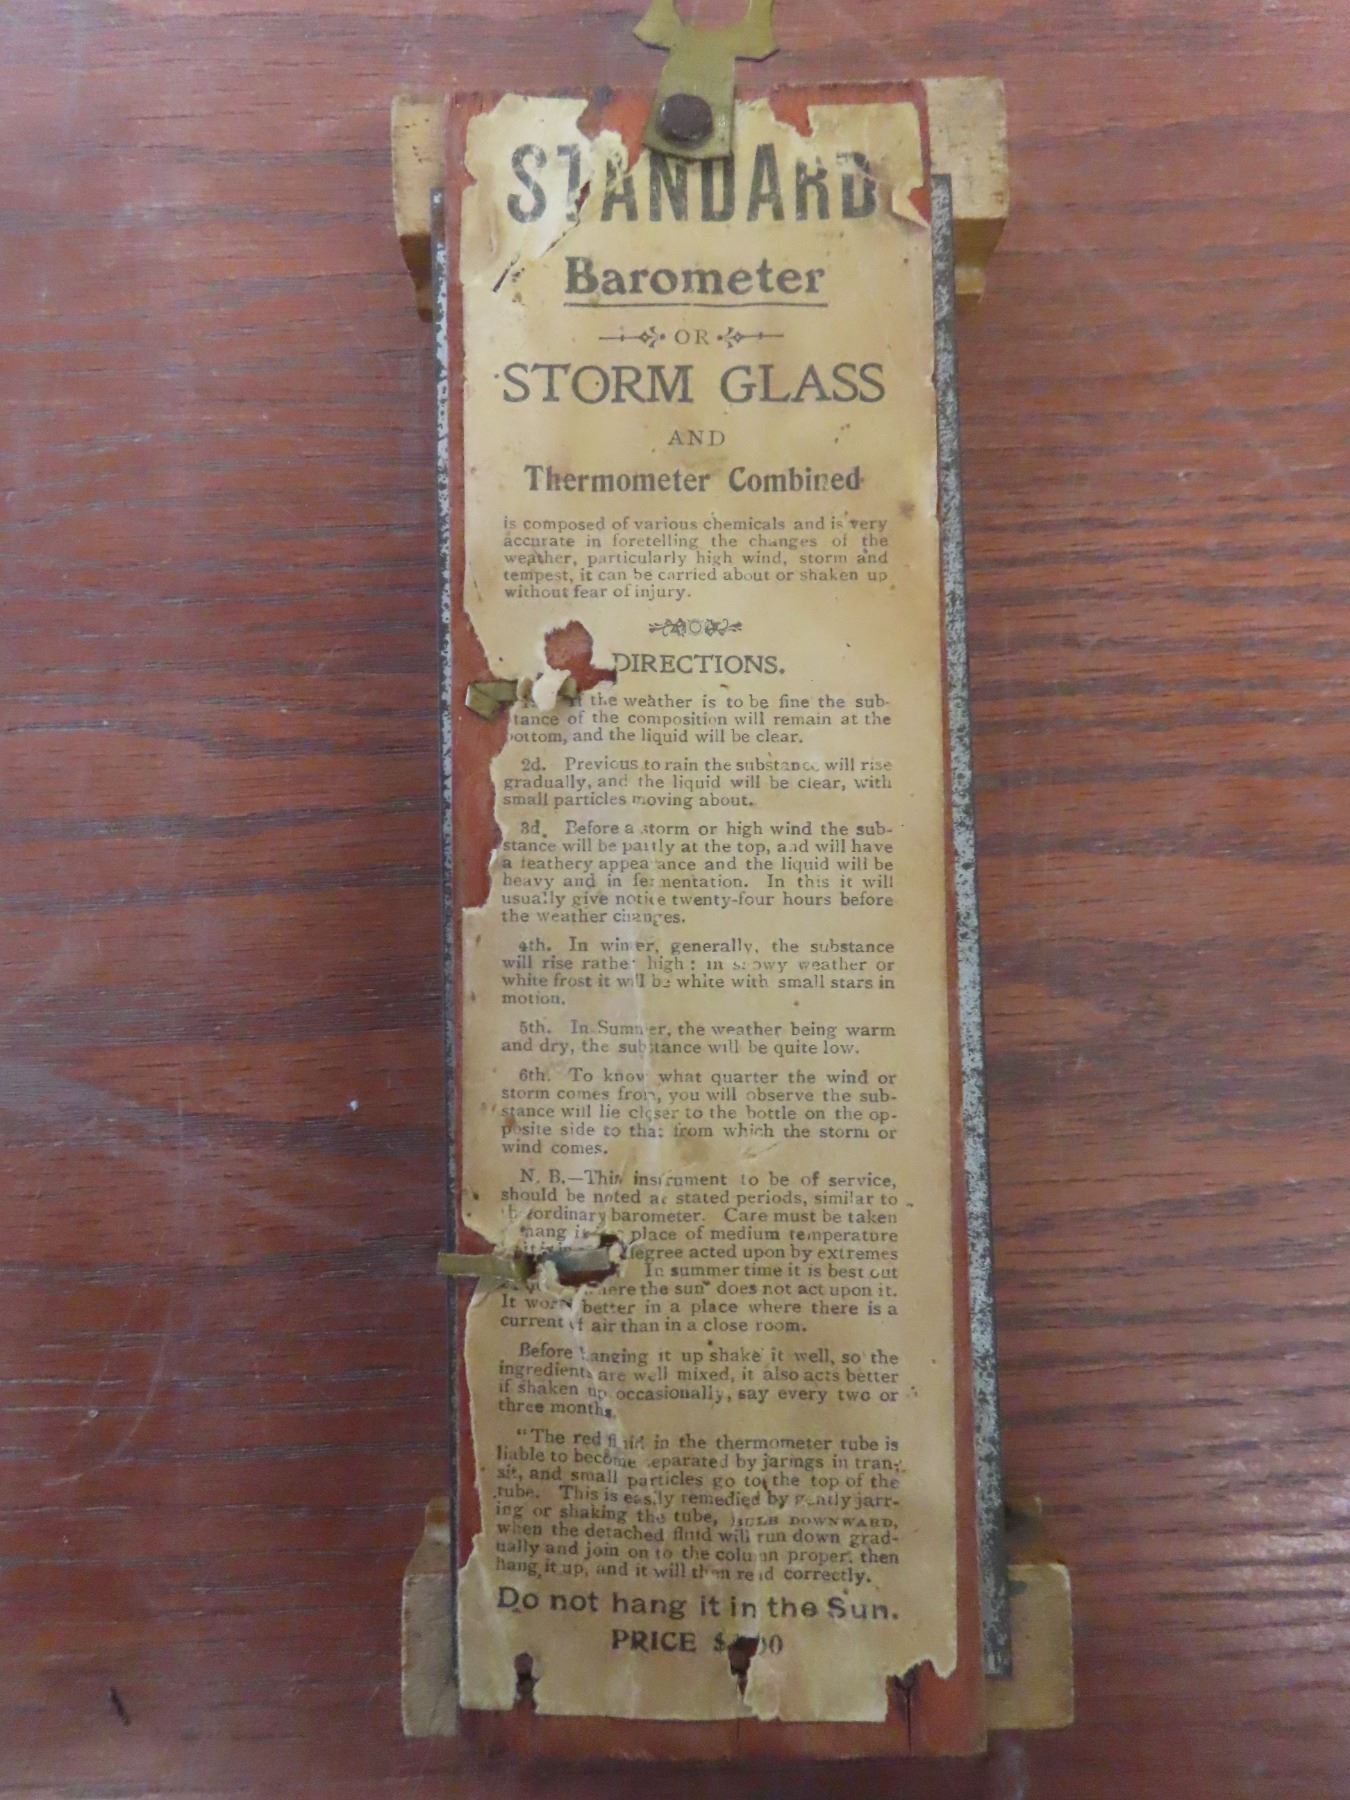 STANDARD
Barometer
OR
STORM GLASS
AND
Thermometer Combined
is composed of various chemicals and is very
accurate in foretelling the changes of the
weather, particularly high wind, storm and
tempest, it can be carried about or shaken up
without fear of injury.
DIRECTIONS.
the weather is to be fine the sub-
tance of the composition will remain at the
bottom, and the liquid will be clear.
2d. Previous to rain the substance will rise
gradually, and the liquid will be clear, with
small particles moving about.
3d. Before a storm or high wind the sub-
stance will be partly at the top, and will have
a feathery appearance and the liquid will be
heavy and in fermentation. In this it will
usually give notice twenty-four hours before
the weather changes.
4th. In winter, generally, the substance
will rise rather high: in snowy weather or
white frost it will be white with small stars in
motion.
5th. In Summer, the weather being warm
and dry, the substance will be quite low.
6th. To know what quarter the wind or
storm comes from, you will observe the sub-
stance will lie closer to the bottle on the op-
posite side to that from which the storm or
wind comes.
N. B.—This instrument to be of service,
should be noted at stated periods, similar to
ordinary barometer. Care must be taken
hang it place of medium temperature
degree acted upon by extremes
In summer time it is best out
the sun does not act upon it.
It works better in a place where there is a
current of air than in a close room.
Before hanging it up shake it well, so the
ingredients are well mixed, it also acts better
if shaken up occasionally, say every two or
three months.
"The red fluid in the thermometer tube is
liable to become separated by jarings in tran-
sit, and small particles go to the top of the
tube. This is easily remedied by gently jarr-
ing or shaking the tube, BULB DOWNWARD,
when the detached fluid will run down grad-
ually and join on to the column proper, then
hang it up, and it will then read correctly.
Do not hang it in the Sun.
PRICE